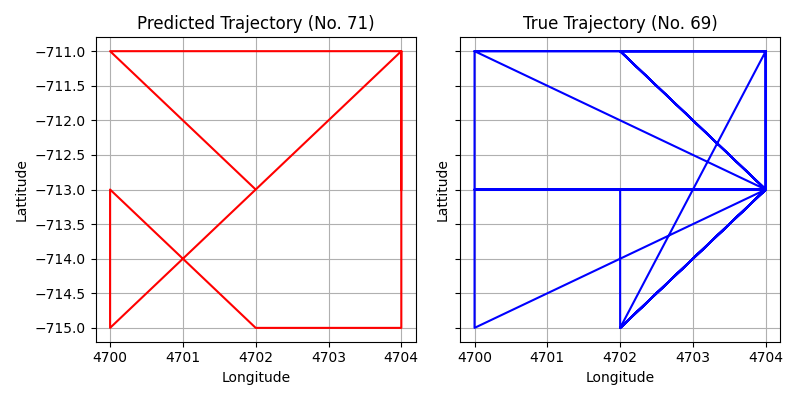 Predicted Trajectory (No. 71)
−711.0
−711.5
−712.0
−712.5
−713.0
−713.5
−714.0
−714.5
−715.0
Lattitude
4700 4701 4702 4703 4704
Longitude
True Trajectory (No. 69)
Lattitude
4700 4701 4702 4703 4704
Longitude